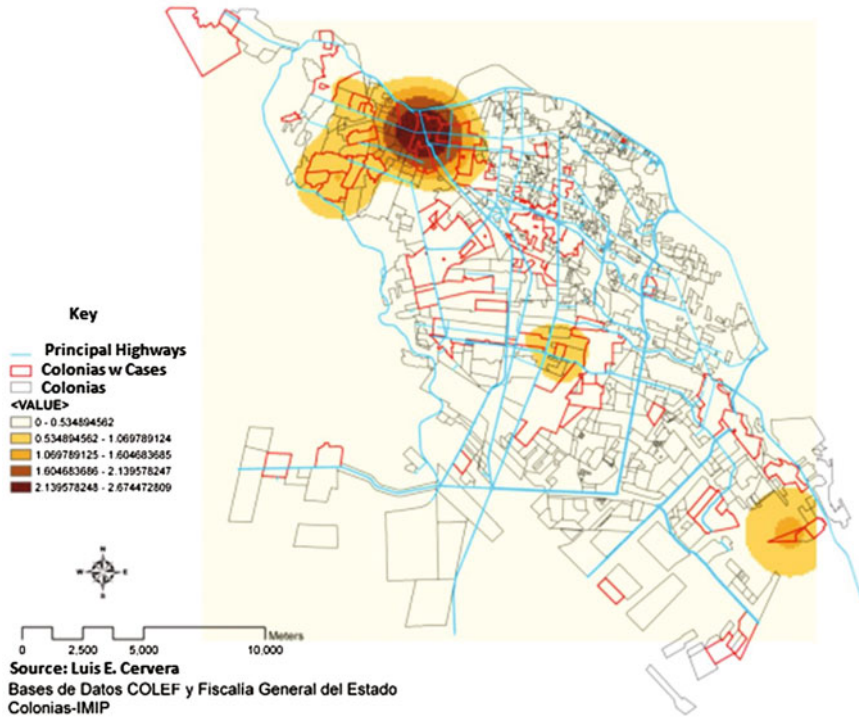 Key
Principal Highways
Colonias w Cases
Colonias
<VALUE>
0 - 0.534894562
0.534894562 - 1.069789124
1.069789125 - 1.604683685
1.604683686 - 2.139578247
2.139578248 - 2.674472809
N
W E
S
Meters
0 2,500 5,000 10,000
Source: Luis E. Cervera
Bases de Datos COLEF y Fiscalía General del Estado
Colonias-IMIP